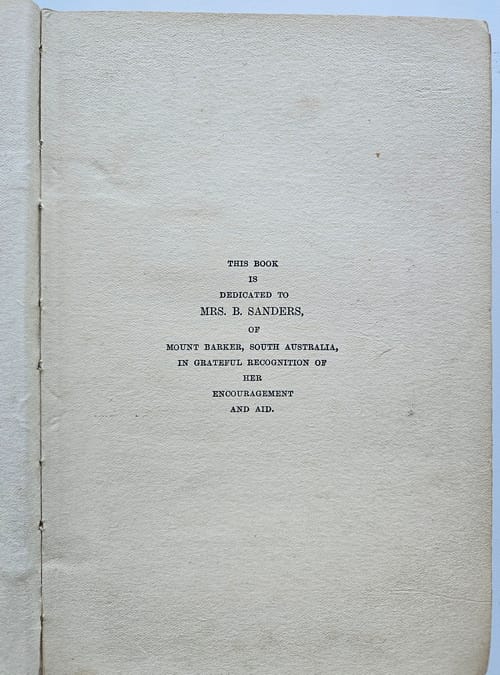 THIS BOOK
IS
DEDICATED TO
MRS. B. SANDERS,
OF
MOUNT BARKER, SOUTH AUSTRALIA,
IN GRATEFUL RECOGNITION OF
HER
ENCOURAGEMENT
AND AID.